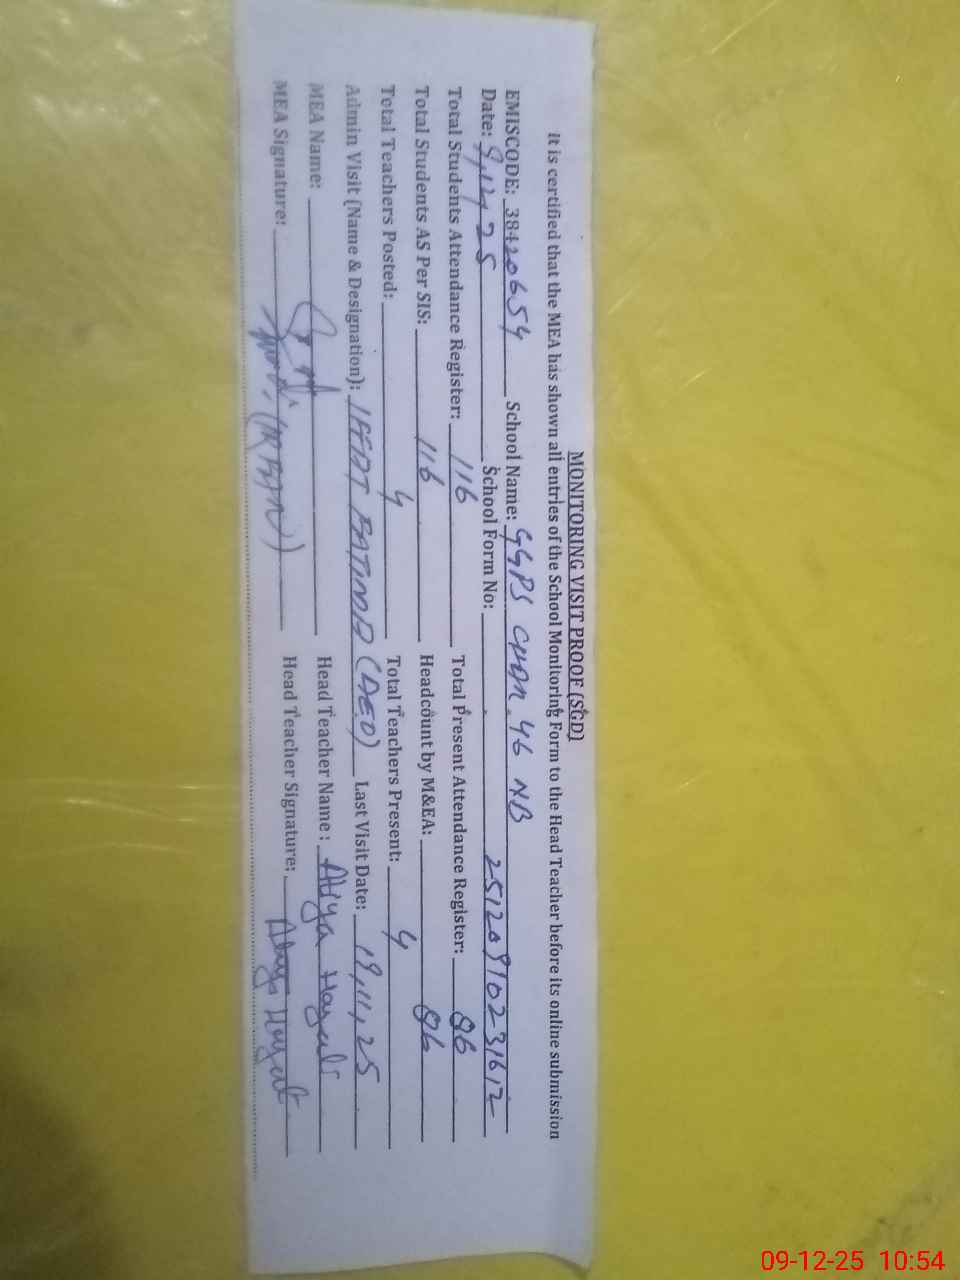 MONITORING VISIT PROOF (SGD)
It is certified that the MEA has shown all entries of the School Monitoring Form to the Head Teacher before its online submission
EMISCODE: 38420654 School Name: GGPS CHAK 46 NB
Date: 9,12,25 School Form No: 251209102-31612
Total Students Attendance Register: 116 Total Present Attendance Register: 86
Total Students AS Per SIS: 116 Headcount by M&EA: 86
Total Teachers Posted: 4 Total Teachers Present: 4
Admin Visit (Name & Designation): IFFAT FATIMA (AEO) Last Visit Date: 19,11,25
MEA Name: Head Teacher Name: Atiya
MEA Signature: (IRFAN) Head Teacher Signature:
09-12-25 10:54